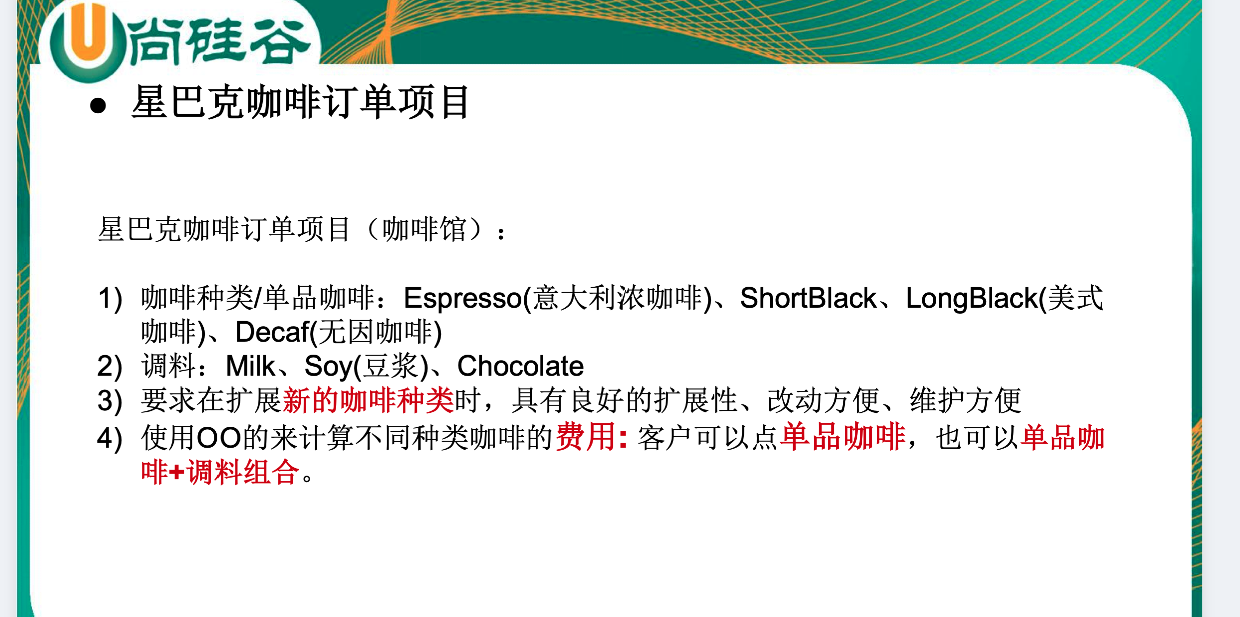 尚硅谷
● 星巴克咖啡订单项目
星巴克咖啡订单项目（咖啡馆）：
1) 咖啡种类/单品咖啡：Espresso(意大利浓咖啡)、ShortBlack、LongBlack(美式
咖啡)、Decaf(无因咖啡)
2) 调料：Milk、Soy(豆浆)、Chocolate
3) 要求在扩展新的咖啡种类时，具有良好的扩展性、改动方便、维护方便
4) 使用OO的来计算不同种类咖啡的费用: 客户可以点单品咖啡，也可以单品咖
啡+调料组合。